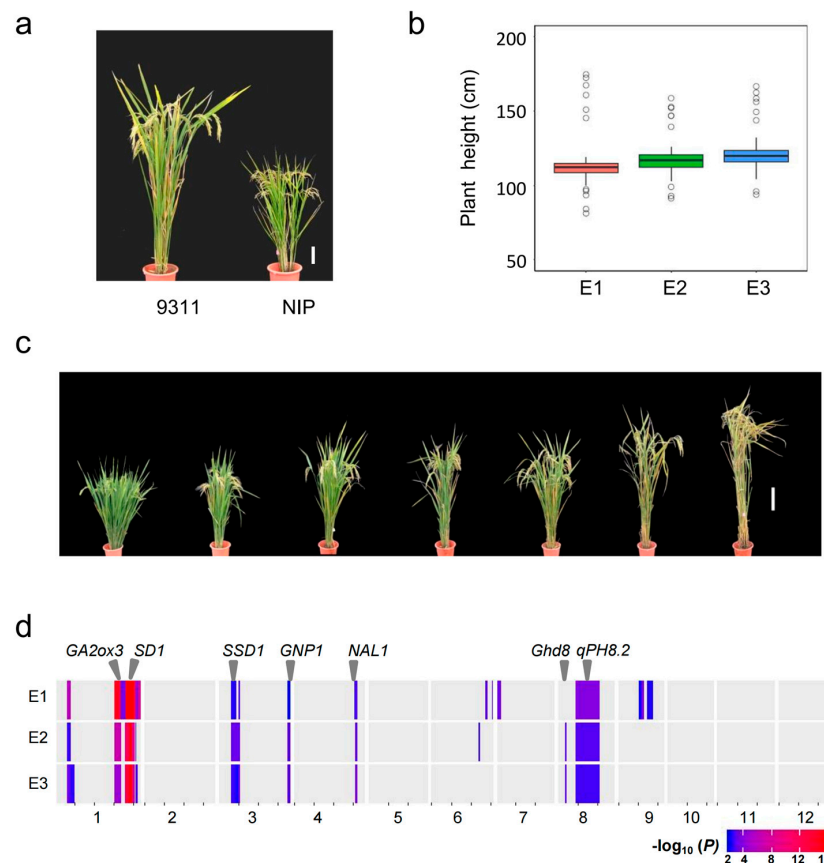 a
9311 NIP
b
Plant height (cm)
200
150
100
50
E1 E2 E3
c
d
GA2ox3 SD1 SSD1 GNP1 NAL1 Ghd8 qPH8.2
E1
E2
E3
1 2 3 4 5 6 7 8 9 10 11 12
-log10 (P)
2 4 8 12